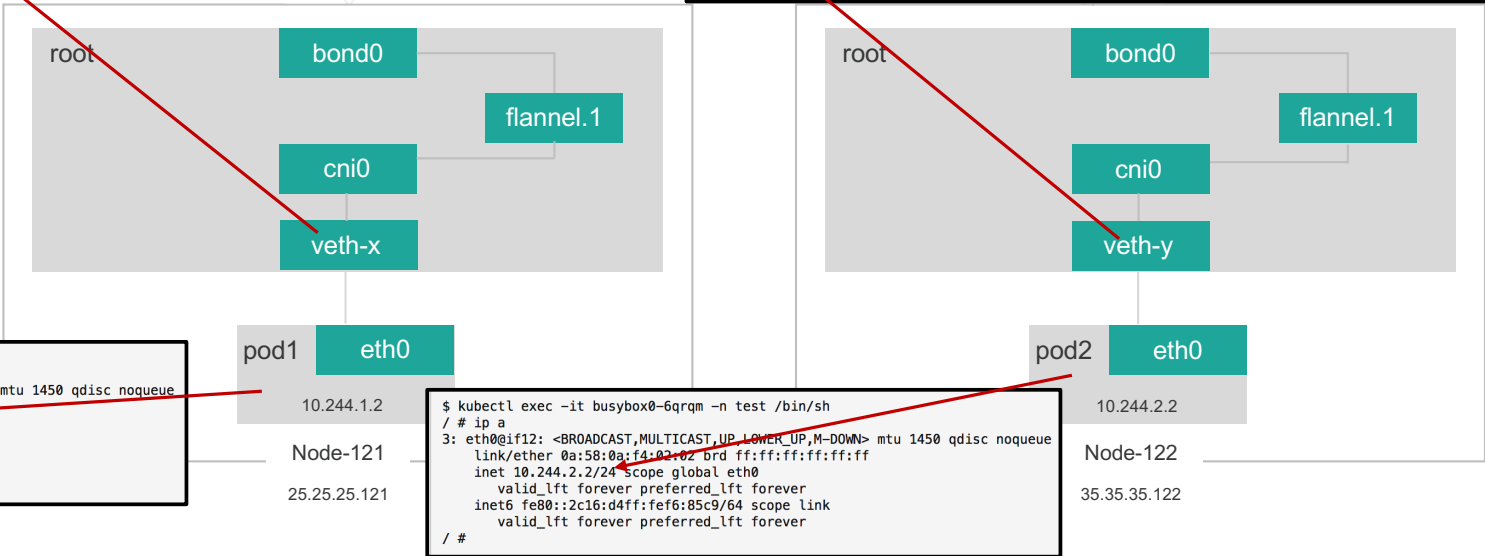 root
bond0
flannel.1
cni0
veth-x
pod1
eth0
10.244.1.2
Node-121
25.25.25.121
mtu 1450 qdisc noqueue
root
bond0
flannel.1
cni0
veth-y
pod2
eth0
10.244.2.2
Node-122
35.35.35.122
$ kubectl exec -it busybox0-6qrqm -n test /bin/sh
/ # ip a
3: eth0@if12: <BROADCAST,MULTICAST,UP,LOWER_UP,M-DOWN> mtu 1450 qdisc noqueue
link/ether 0a:58:0a:f4:02:02 brd ff:ff:ff:ff:ff:ff
inet 10.244.2.2/24 scope global eth0
valid_lft forever preferred_lft forever
inet6 fe80::2c16:d4ff:fef6:85c9/64 scope link
valid_lft forever preferred_lft forever
/ #